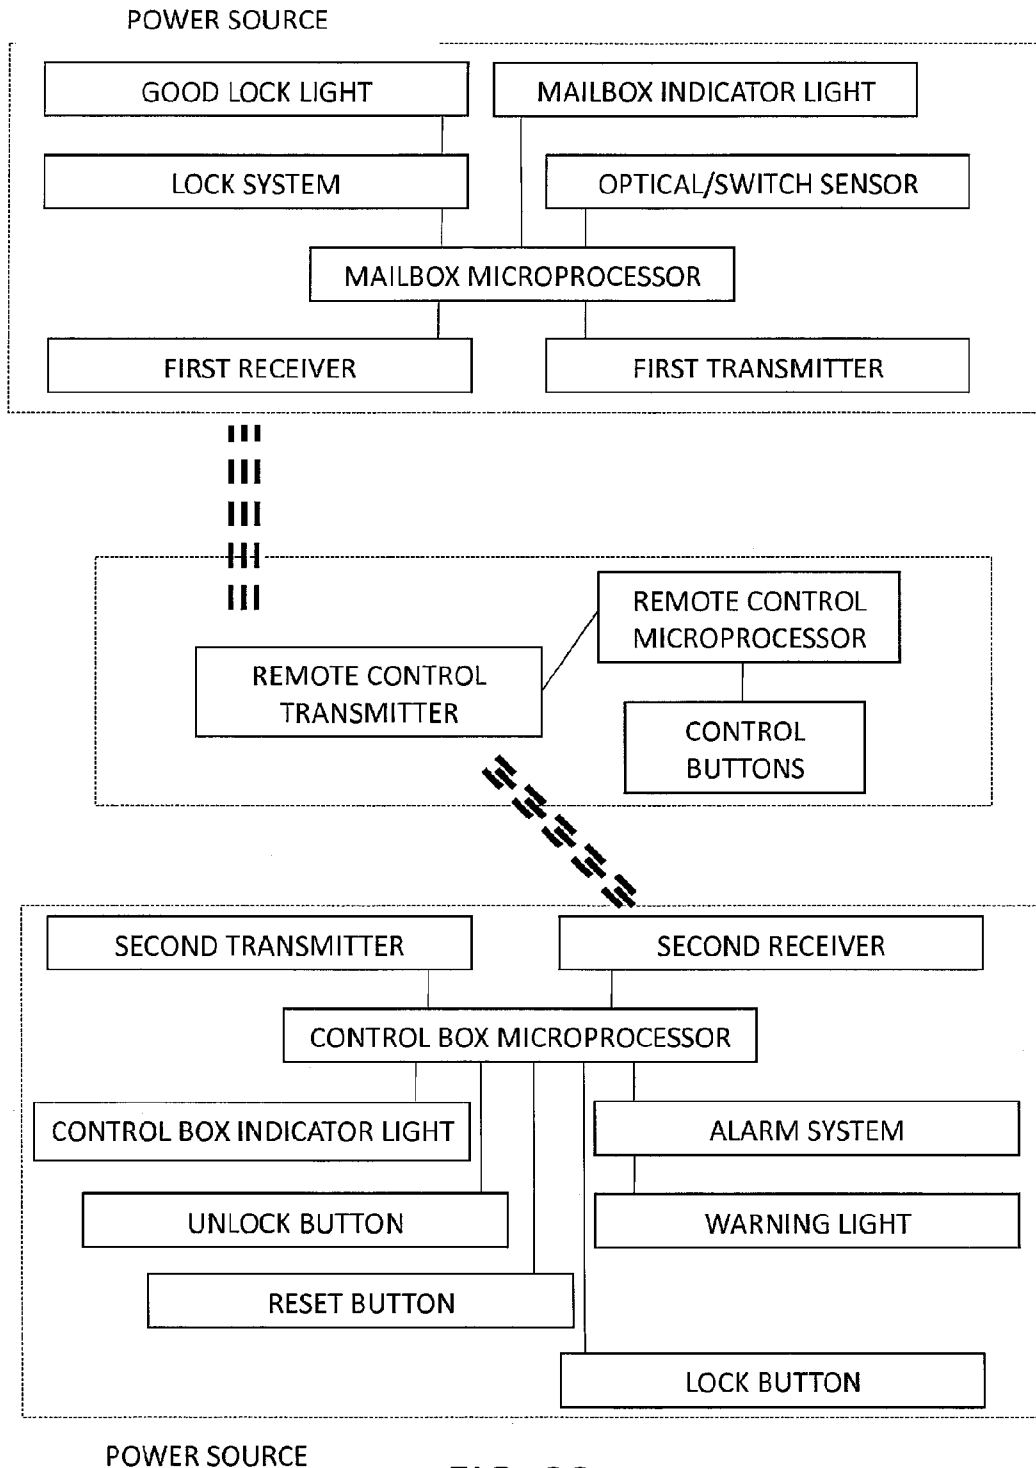 POWER SOURCE
GOOD LOCK LIGHT
MAILBOX INDICATOR LIGHT
LOCK SYSTEM
OPTICAL/SWITCH SENSOR
MAILBOX MICROPROCESSOR
FIRST RECEIVER
FIRST TRANSMITTER
REMOTE CONTROL
MICROPROCESSOR
REMOTE CONTROL
TRANSMITTER
CONTROL
BUTTONS
SECOND TRANSMITTER
SECOND RECEIVER
CONTROL BOX MICROPROCESSOR
CONTROL BOX INDICATOR LIGHT
ALARM SYSTEM
UNLOCK BUTTON
WARNING LIGHT
RESET BUTTON
LOCK BUTTON
POWER SOURCE